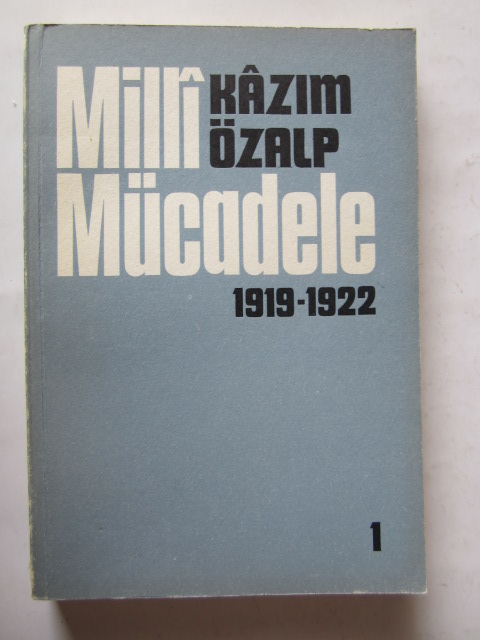 Millî
KÂZIM
ÖZALP
Mücadele
1919-1922
1